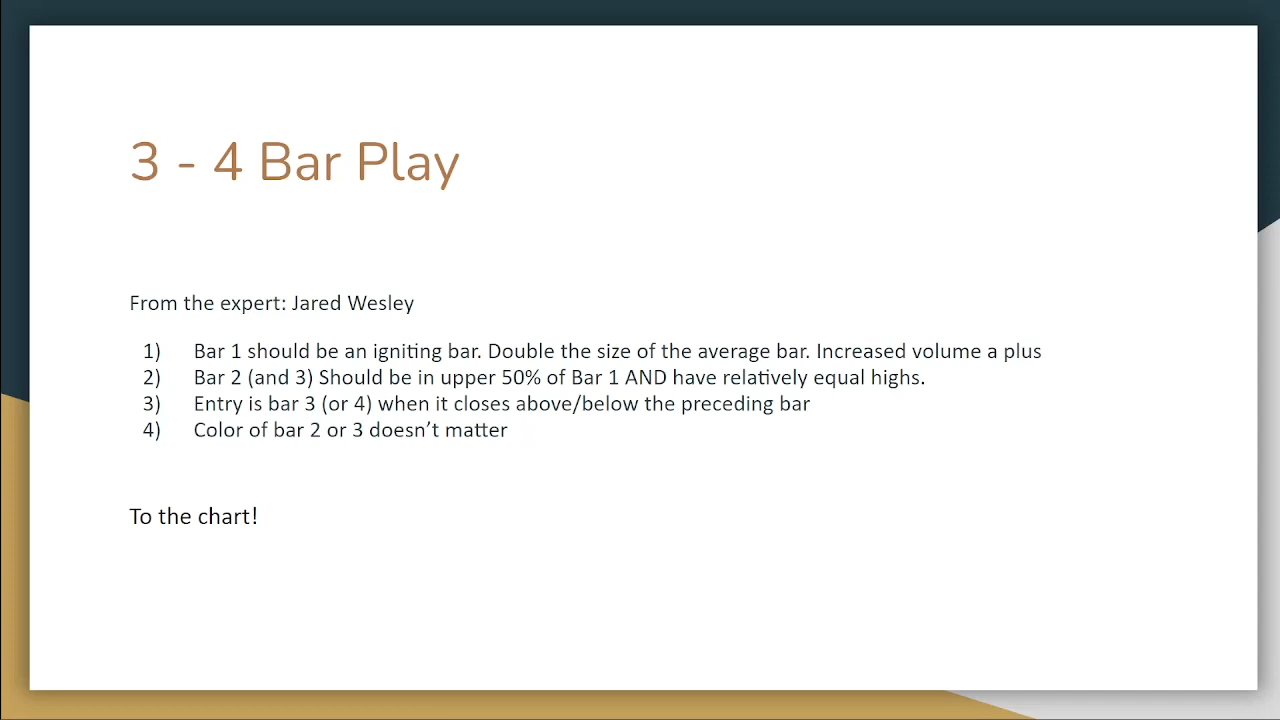 3 - 4 Bar Play
From the expert: Jared Wesley
1) Bar 1 should be an igniting bar. Double the size of the average bar. Increased volume a plus
2) Bar 2 (and 3) Should be in upper 50% of Bar 1 AND have relatively equal highs.
3) Entry is bar 3 (or 4) when it closes above/below the preceding bar
4) Color of bar 2 or 3 doesn’t matter
To the chart!